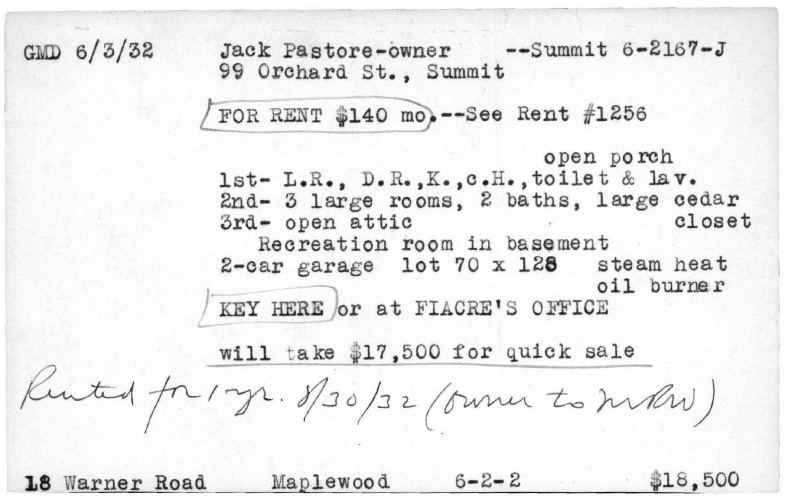 GMD 6/3/32 Jack Pastore-owner --Summit 6-2167-J
99 Orchard St., Summit
FOR RENT $140 mo.--See Rent #1256
open porch
1st- L.R., D.R.,K.,c.H.,toilet & lav.
2nd- 3 large rooms, 2 baths, large cedar
3rd- open attic closet
Recreation room in basement
2-car garage lot 70 x 128 steam heat
oil burner
KEY HERE or at FIACRE'S OFFICE
will take $17,500 for quick sale
Rented for 1 yr. 8/30/32 (owner to MRW)
18 Warner Road Maplewood 6-2-2 $18,500